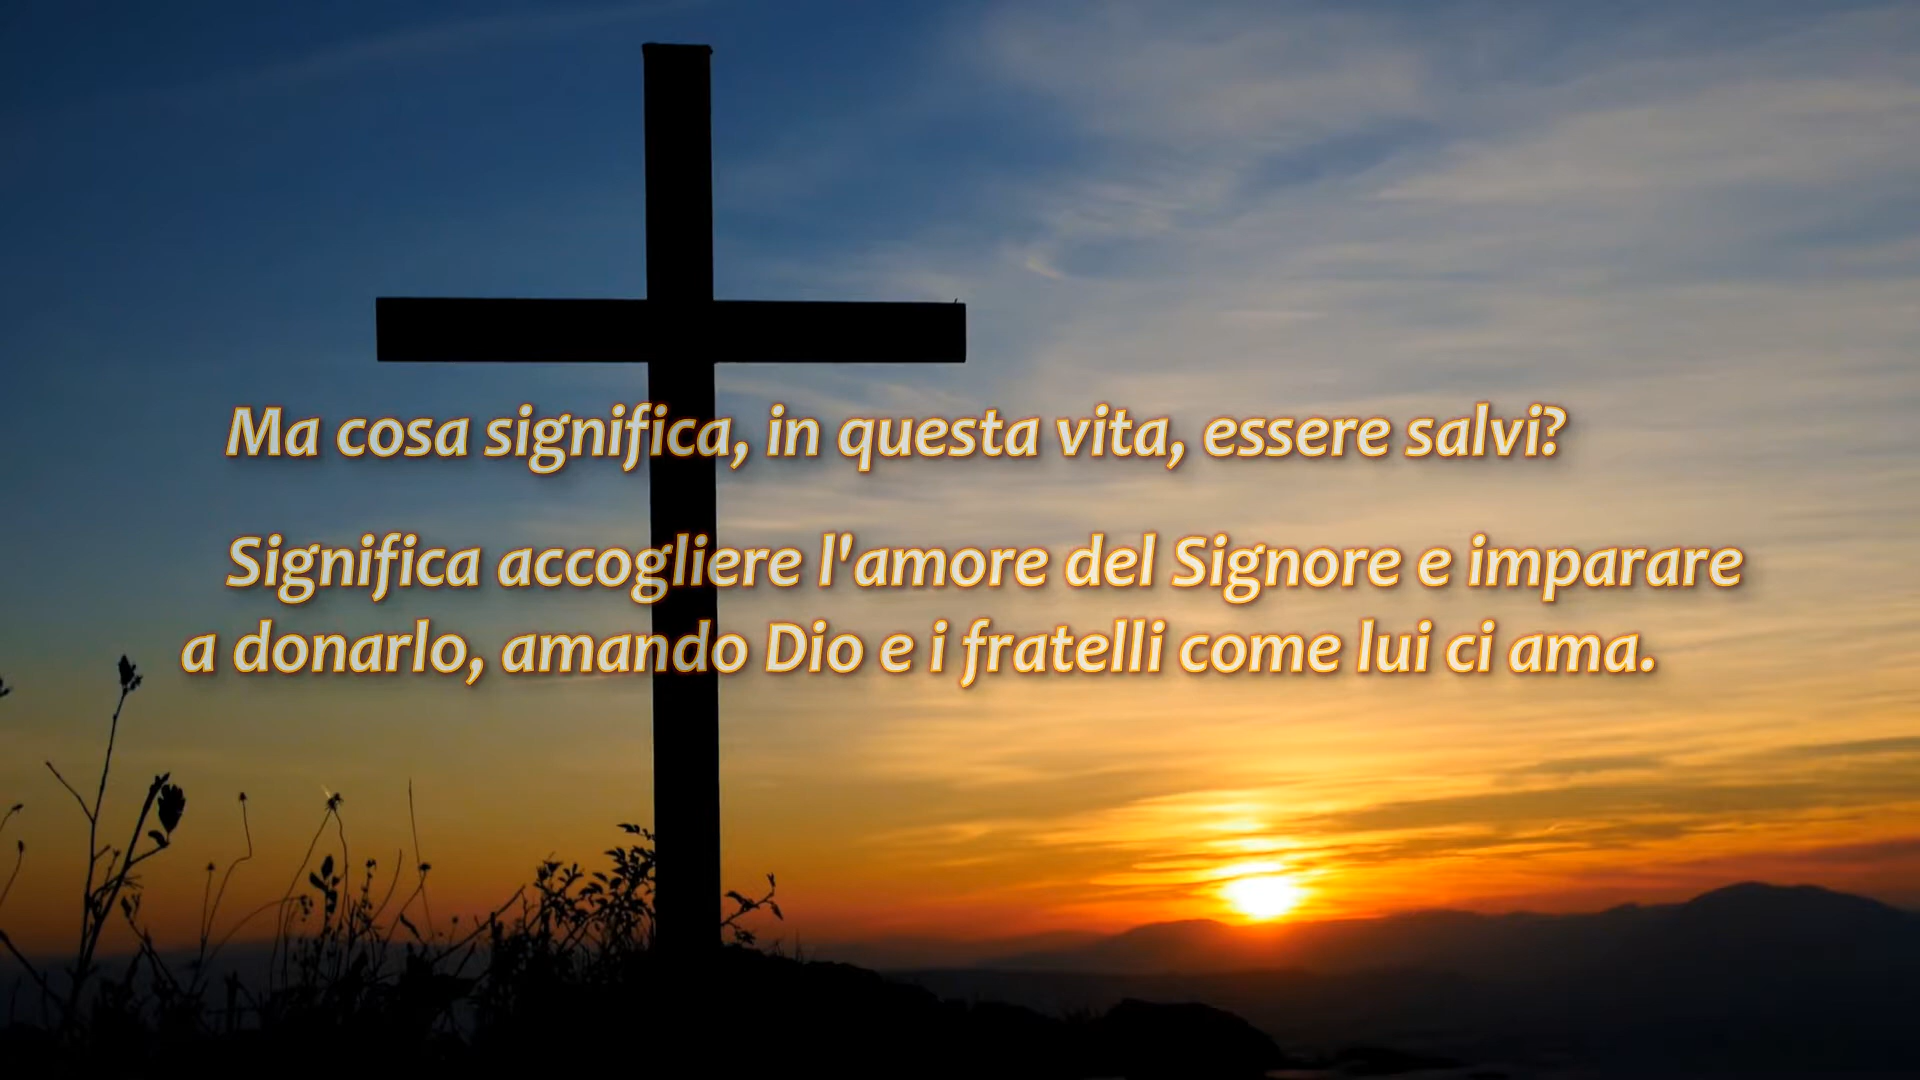 Ma cosa significa, in questa vita, essere salvi?
Significa accogliere l'amore del Signore e imparare
a donarlo, amando Dio e i fratelli come lui ci ama.